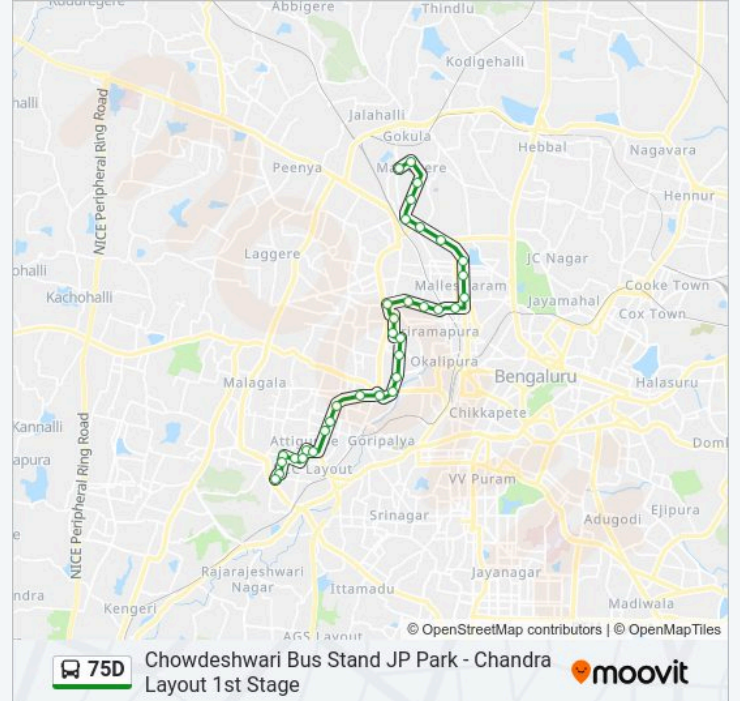 Abbigere
Thindlu
Kodigehalli
NICE Peripheral Ring Road
Jalahalli
Gokula
Hebbal
Nagavara
Peenya
Hennur
Laggere
JC Nagar
Kachohalli
Cooke Town
Jayamahal
Cox Town
Okalipura
Bengaluru
Malagala
Halasuru
Chikkapete
Kannalli
Goripalya
VV Puram
NICE Peripheral Ring Road
Srinagar
Ejipura
Adugodi
Rajarajeshwari
Nagar
Jayanagar
Ittamadu
Madiwala
Kengeri
AGS Layout
© OpenStreetMap contributors | © OpenMapTiles
75D
Chowdeshwari Bus Stand JP Park - Chandra
Layout 1st Stage
moovit